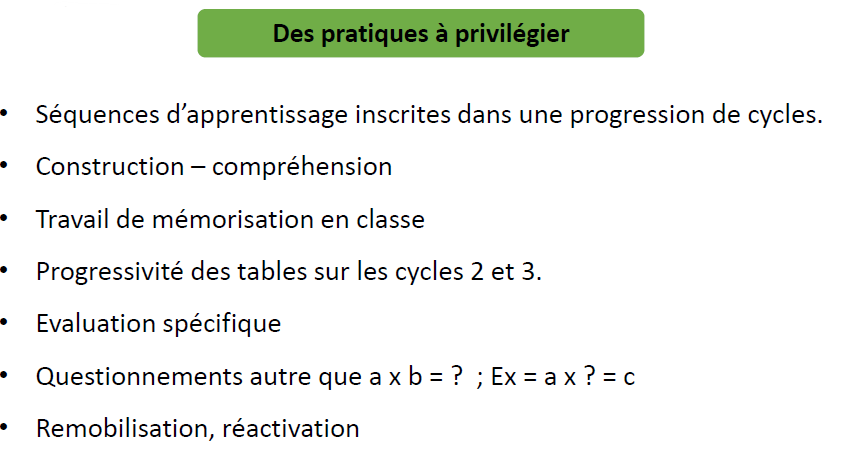 Des pratiques à privilégier
• Séquences d’apprentissage inscrites dans une progression de cycles.
• Construction – compréhension
• Travail de mémorisation en classe
• Progressivité des tables sur les cycles 2 et 3.
• Evaluation spécifique
• Questionnements autre que a x b = ? ; Ex = a x ? = c
• Remobilisation, réactivation